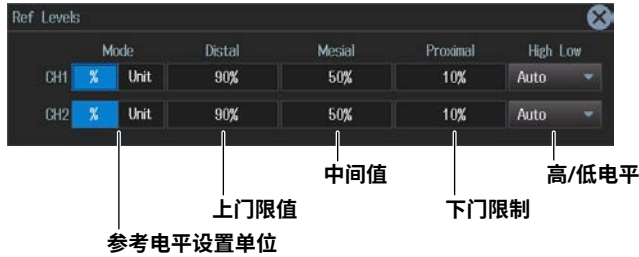 Ref Levels
Mode Distal Mesial Proximal High Low
CH1 % Unit 90% 50% 10% Auto
CH2 % Unit 90% 50% 10% Auto
中间值 高/低电平
上门限值 下门限制
参考电平设置单位